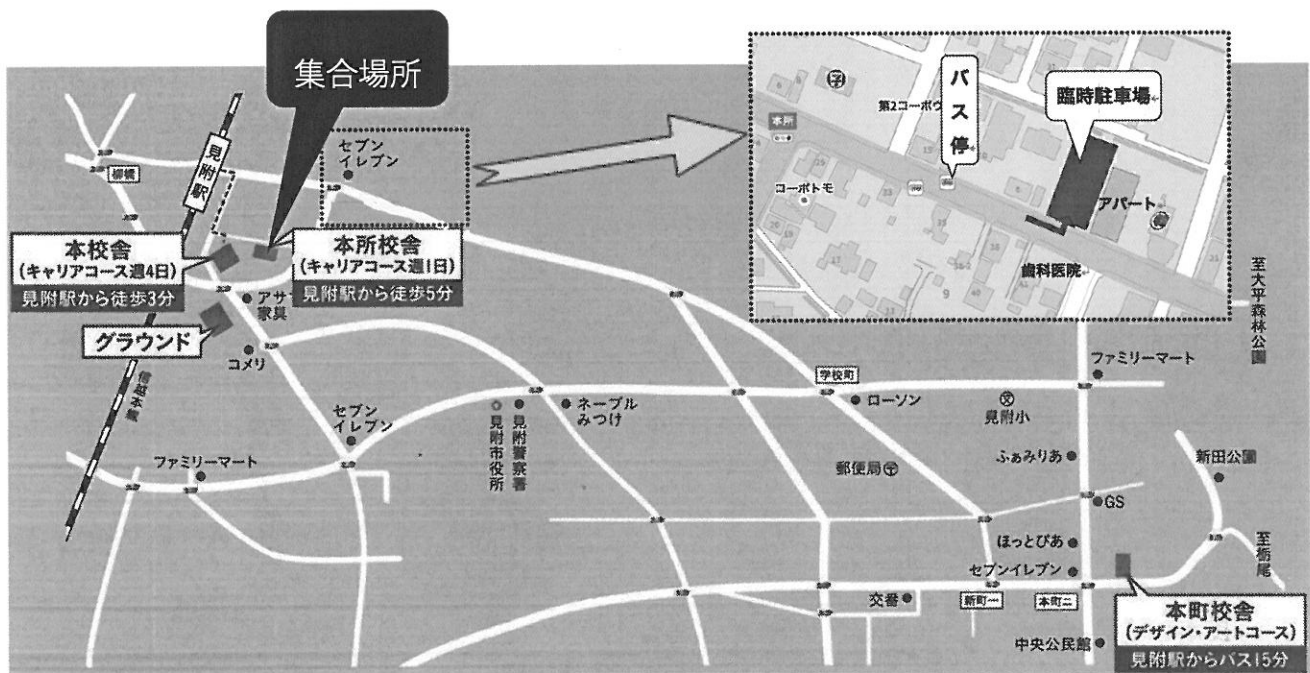 集合場所
見附駅
柳橋
セブン
イレブン
本校舎
(キャリアコース週4日)
見附駅から徒歩3分
本所校舎
(キャリアコース週1日)
見附駅から徒歩5分
グラウンド
家具
コメリ
信越本線
セブン
イレブン
ファミリーマート
見附市役所
見附警察署
ネーブル
みつけ
学校町
ローソン
郵便局
見附小
ファミリーマート
ふぁみりあ
GS
ほっとぴあ
セブンイレブン
交番
新町一
本町二
中央公民館
新田公園
至栃尾
至大平森林公園
本町校舎
(デザイン・アートコース)
見附駅からバス15分
バス停
臨時駐車場
本所
コーポトモ
アパート
歯科医院